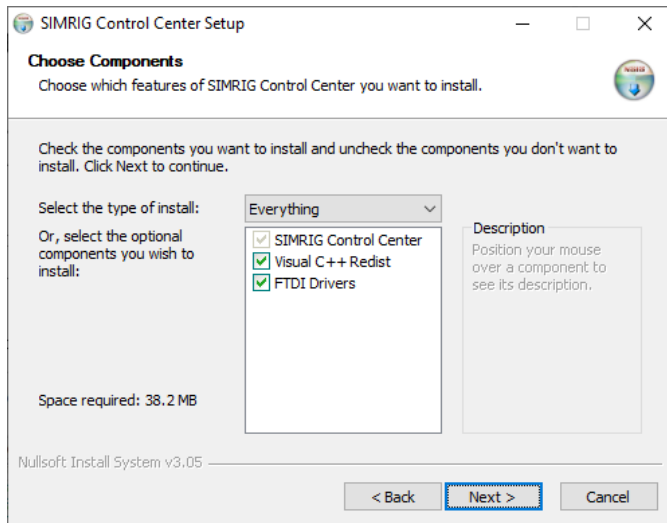 SIMRIG Control Center Setup
Choose Components
Choose which features of SIMRIG Control Center you want to install.
Check the components you want to install and uncheck the components you don't want to
install. Click Next to continue.
Select the type of install:
Everything
Or, select the optional
components you wish to
install:
SIMRIG Control Center
Visual C++ Redist
FTDI Drivers
Description
Position your mouse
over a component to
see its description.
Space required: 38.2 MB
Nullsoft Install System v3.05
< Back
Next >
Cancel